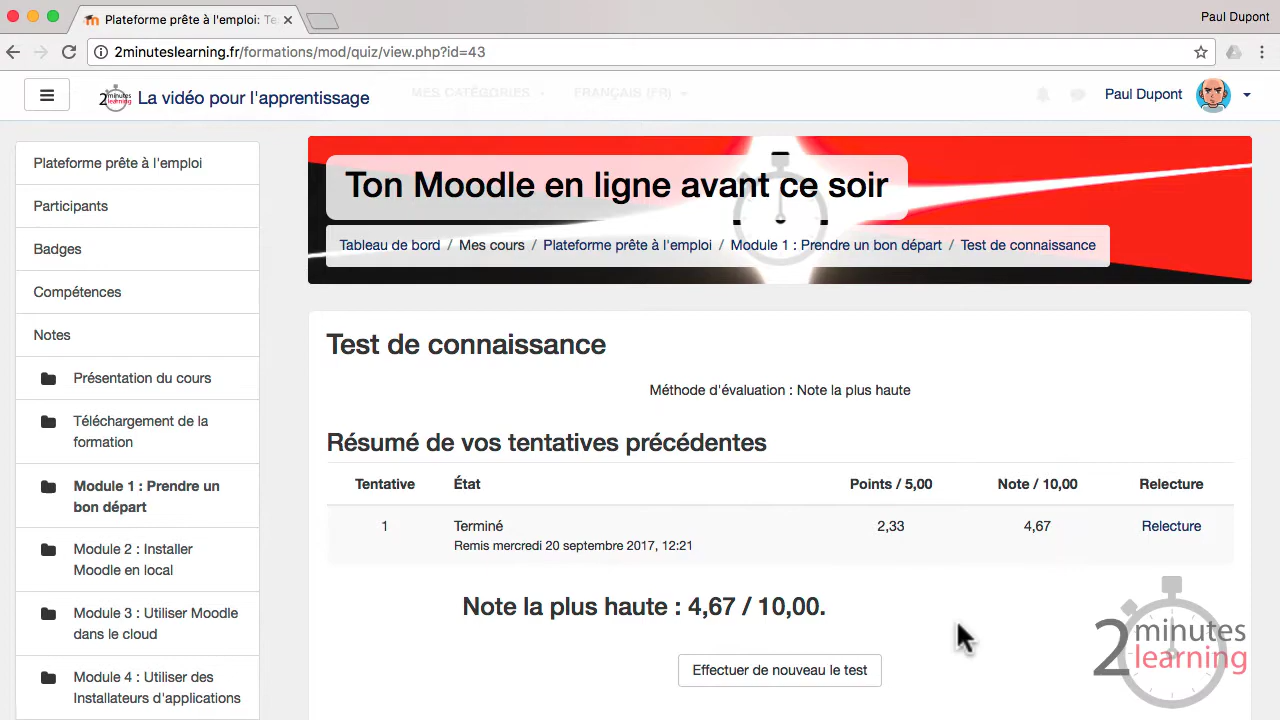 Plateforme prête à l'emploi: Te
Paul Dupont
2minuteslearning.fr/formations/mod/quiz/view.php?id=43
2 minutes learning
La vidéo pour l'apprentissage
MES CATÉGORIES
FRANÇAIS (FR)
Paul Dupont
Plateforme prête à l'emploi
Participants
Badges
Compétences
Notes
Présentation du cours
Téléchargement de la
formation
Module 1 : Prendre un
bon départ
Module 2 : Installer
Moodle en local
Module 3 : Utiliser Moodle
dans le cloud
Module 4 : Utiliser des
Installateurs d'applications
Ton Moodle en ligne avant ce soir
Tableau de bord / Mes cours / Plateforme prête à l'emploi / Module 1 : Prendre un bon départ / Test de connaissance
Test de connaissance
Méthode d'évaluation : Note la plus haute
Résumé de vos tentatives précédentes
Tentative État Points / 5,00 Note / 10,00 Relecture
1 Terminé 2,33 4,67 Relecture
Remis mercredi 20 septembre 2017, 12:21
Note la plus haute : 4,67 / 10,00.
Effectuer de nouveau le test
2 minutes
learning